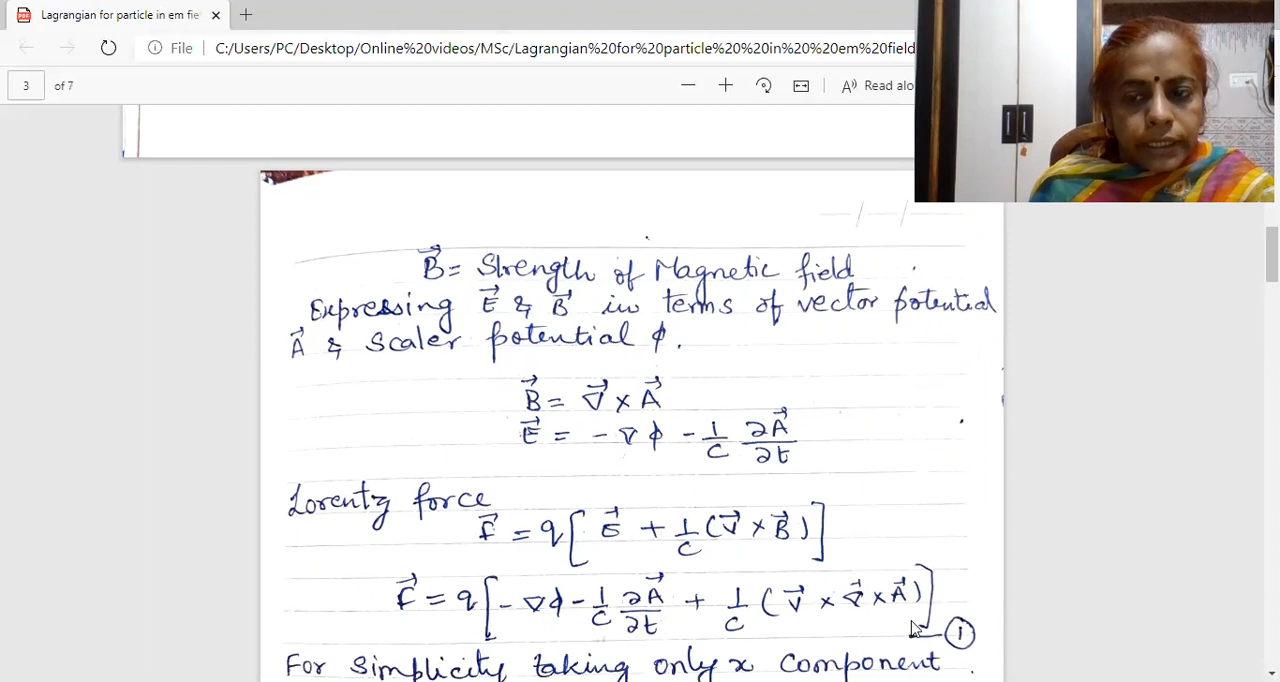 Lagrangian for particle in em fie
File
C:/Users/PC/Desktop/Online%20videos/MSc/Lagrangian%20for%20particle%20%20in%20%20em%20field
3 of 7
Read alo
B⃗ = Strength of Magnetic field
Expressing E⃗ & B⃗ in terms of vector potential
A⃗ & Scaler potential ϕ.
B⃗ = ∇⃗ × A⃗
E⃗ = - ∇ϕ - 1/c ∂A⃗/∂t
Lorentz force
F⃗ = q[ E⃗ + 1/c (V⃗ × B⃗)]
F⃗ = q[- ∇ϕ - 1/c ∂A⃗/∂t + 1/c (V⃗ × ∇⃗ × A⃗)] — ①
For simplicity taking only x component